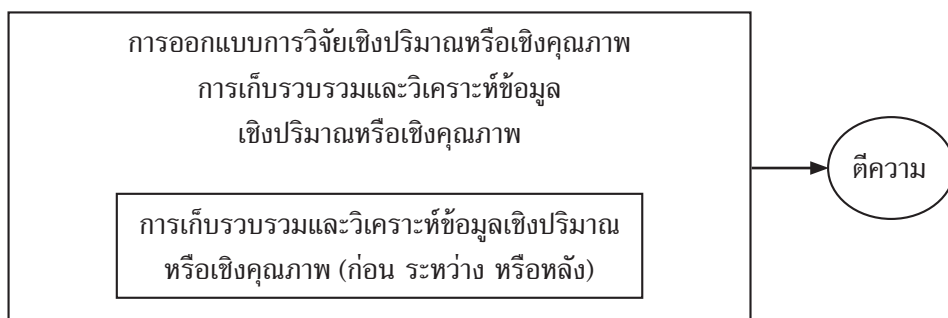 การออกแบบการวิจัยเชิงปริมาณหรือเชิงคุณภาพ
การเก็บรวบรวมและวิเคราะห์ข้อมูล
เชิงปริมาณหรือเชิงคุณภาพ
การเก็บรวบรวมและวิเคราะห์ข้อมูลเชิงปริมาณ
หรือเชิงคุณภาพ (ก่อน ระหว่าง หรือหลัง)
ตีความ